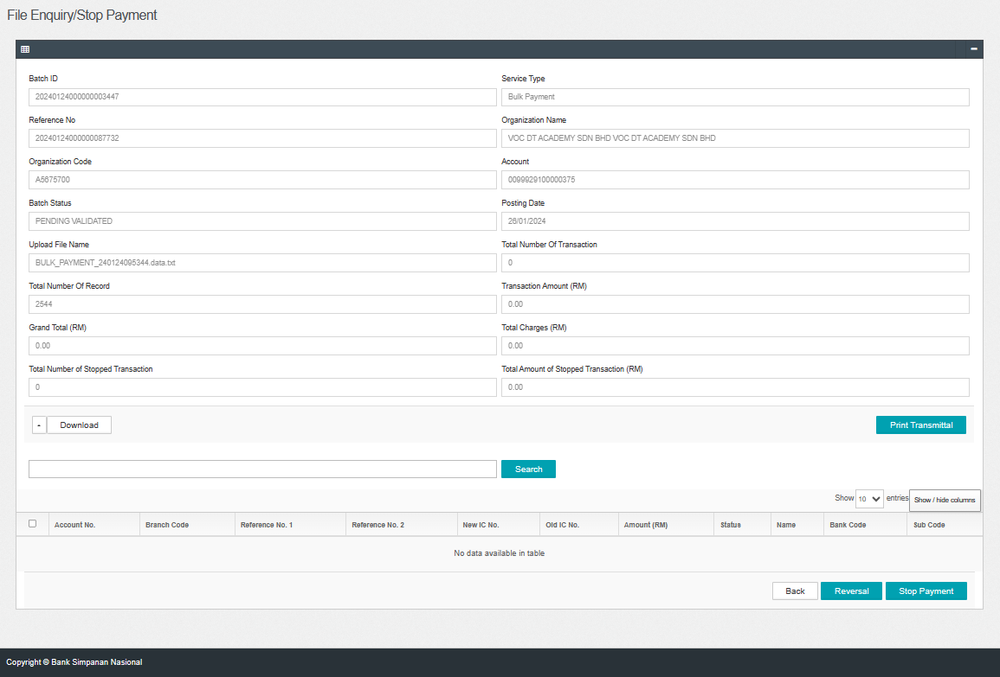 File Enquiry/Stop Payment
Batch ID
Service Type
20240124000000003447
Bulk Payment
Reference No
Organization Name
20240124000000087732
VOC DT ACADEMY SDN BHD VOC DT ACADEMY SDN BHD
Organization Code
Account
A5675700
0099929100000375
Batch Status
Posting Date
PENDING VALIDATED
26/01/2024
Upload File Name
Total Number Of Transaction
BULK_PAYMENT_240124095344.data.txt
0
Total Number Of Record
Transaction Amount (RM)
2544
0.00
Grand Total (RM)
Total Charges (RM)
0.00
0.00
Total Number of Stopped Transaction
Total Amount of Stopped Transaction (RM)
0
0.00
- Download
Print Transmittal
Search
Show 10 entries Show / hide columns
Account No. Branch Code Reference No. 1 Reference No. 2 New IC No. Old IC No. Amount (RM) Status Name Bank Code Sub Code
No data available in table
Back Reversal Stop Payment
Copyright © Bank Simpanan Nasional